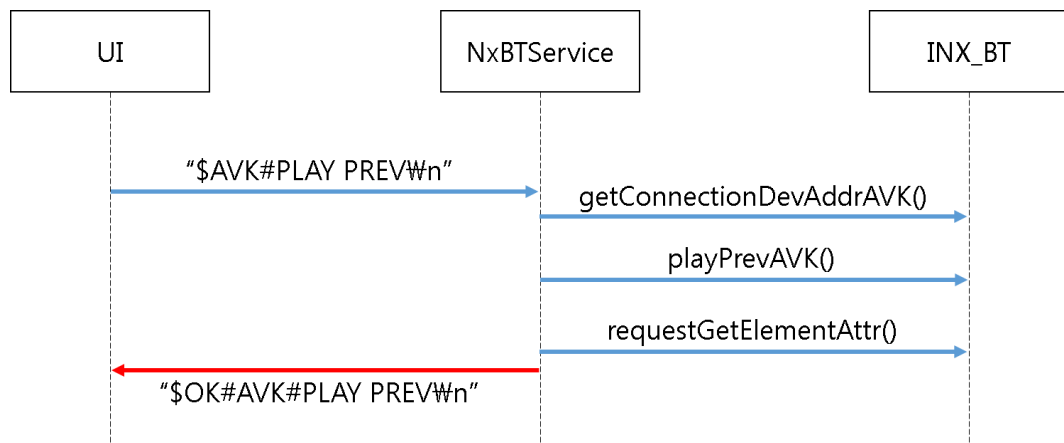 UI
NxBTService
INX_BT
“$AVK#PLAY PREV₩n”
getConnectionDevAddrAVK()
playPrevAVK()
requestGetElementAttr()
“$OK#AVK#PLAY PREV₩n”